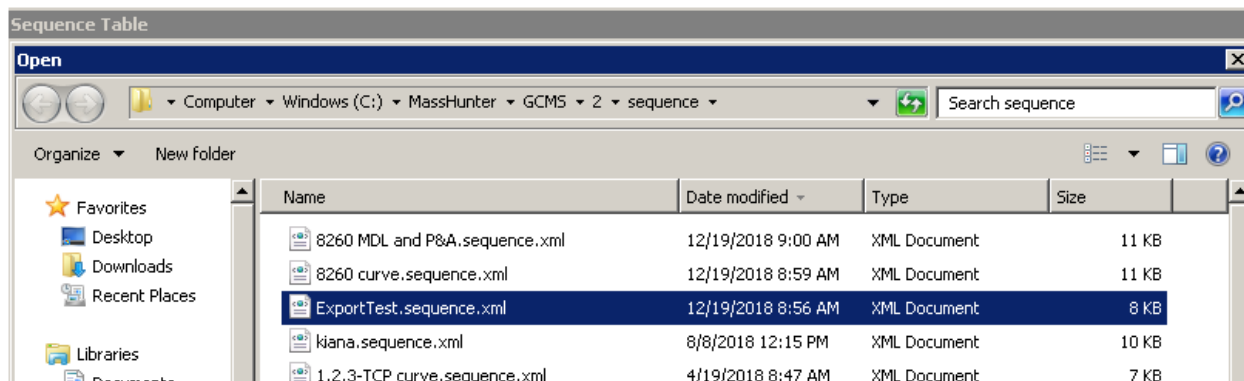 Sequence Table
Open
Computer Windows (C:) MassHunter GCMS 2 sequence
Search sequence
Organize New folder
Favorites
Desktop
Downloads
Recent Places
Libraries
Documents
Name Date modified Type Size
8260 MDL and P&A.sequence.xml 12/19/2018 9:00 AM XML Document 11 KB
8260 curve.sequence.xml 12/19/2018 8:59 AM XML Document 11 KB
ExportTest.sequence.xml 12/19/2018 8:56 AM XML Document 8 KB
kiana.sequence.xml 8/8/2018 12:15 PM XML Document 10 KB
1,2,3-TCP curve.sequence.xml 4/19/2018 8:47 AM XML Document 7 KB